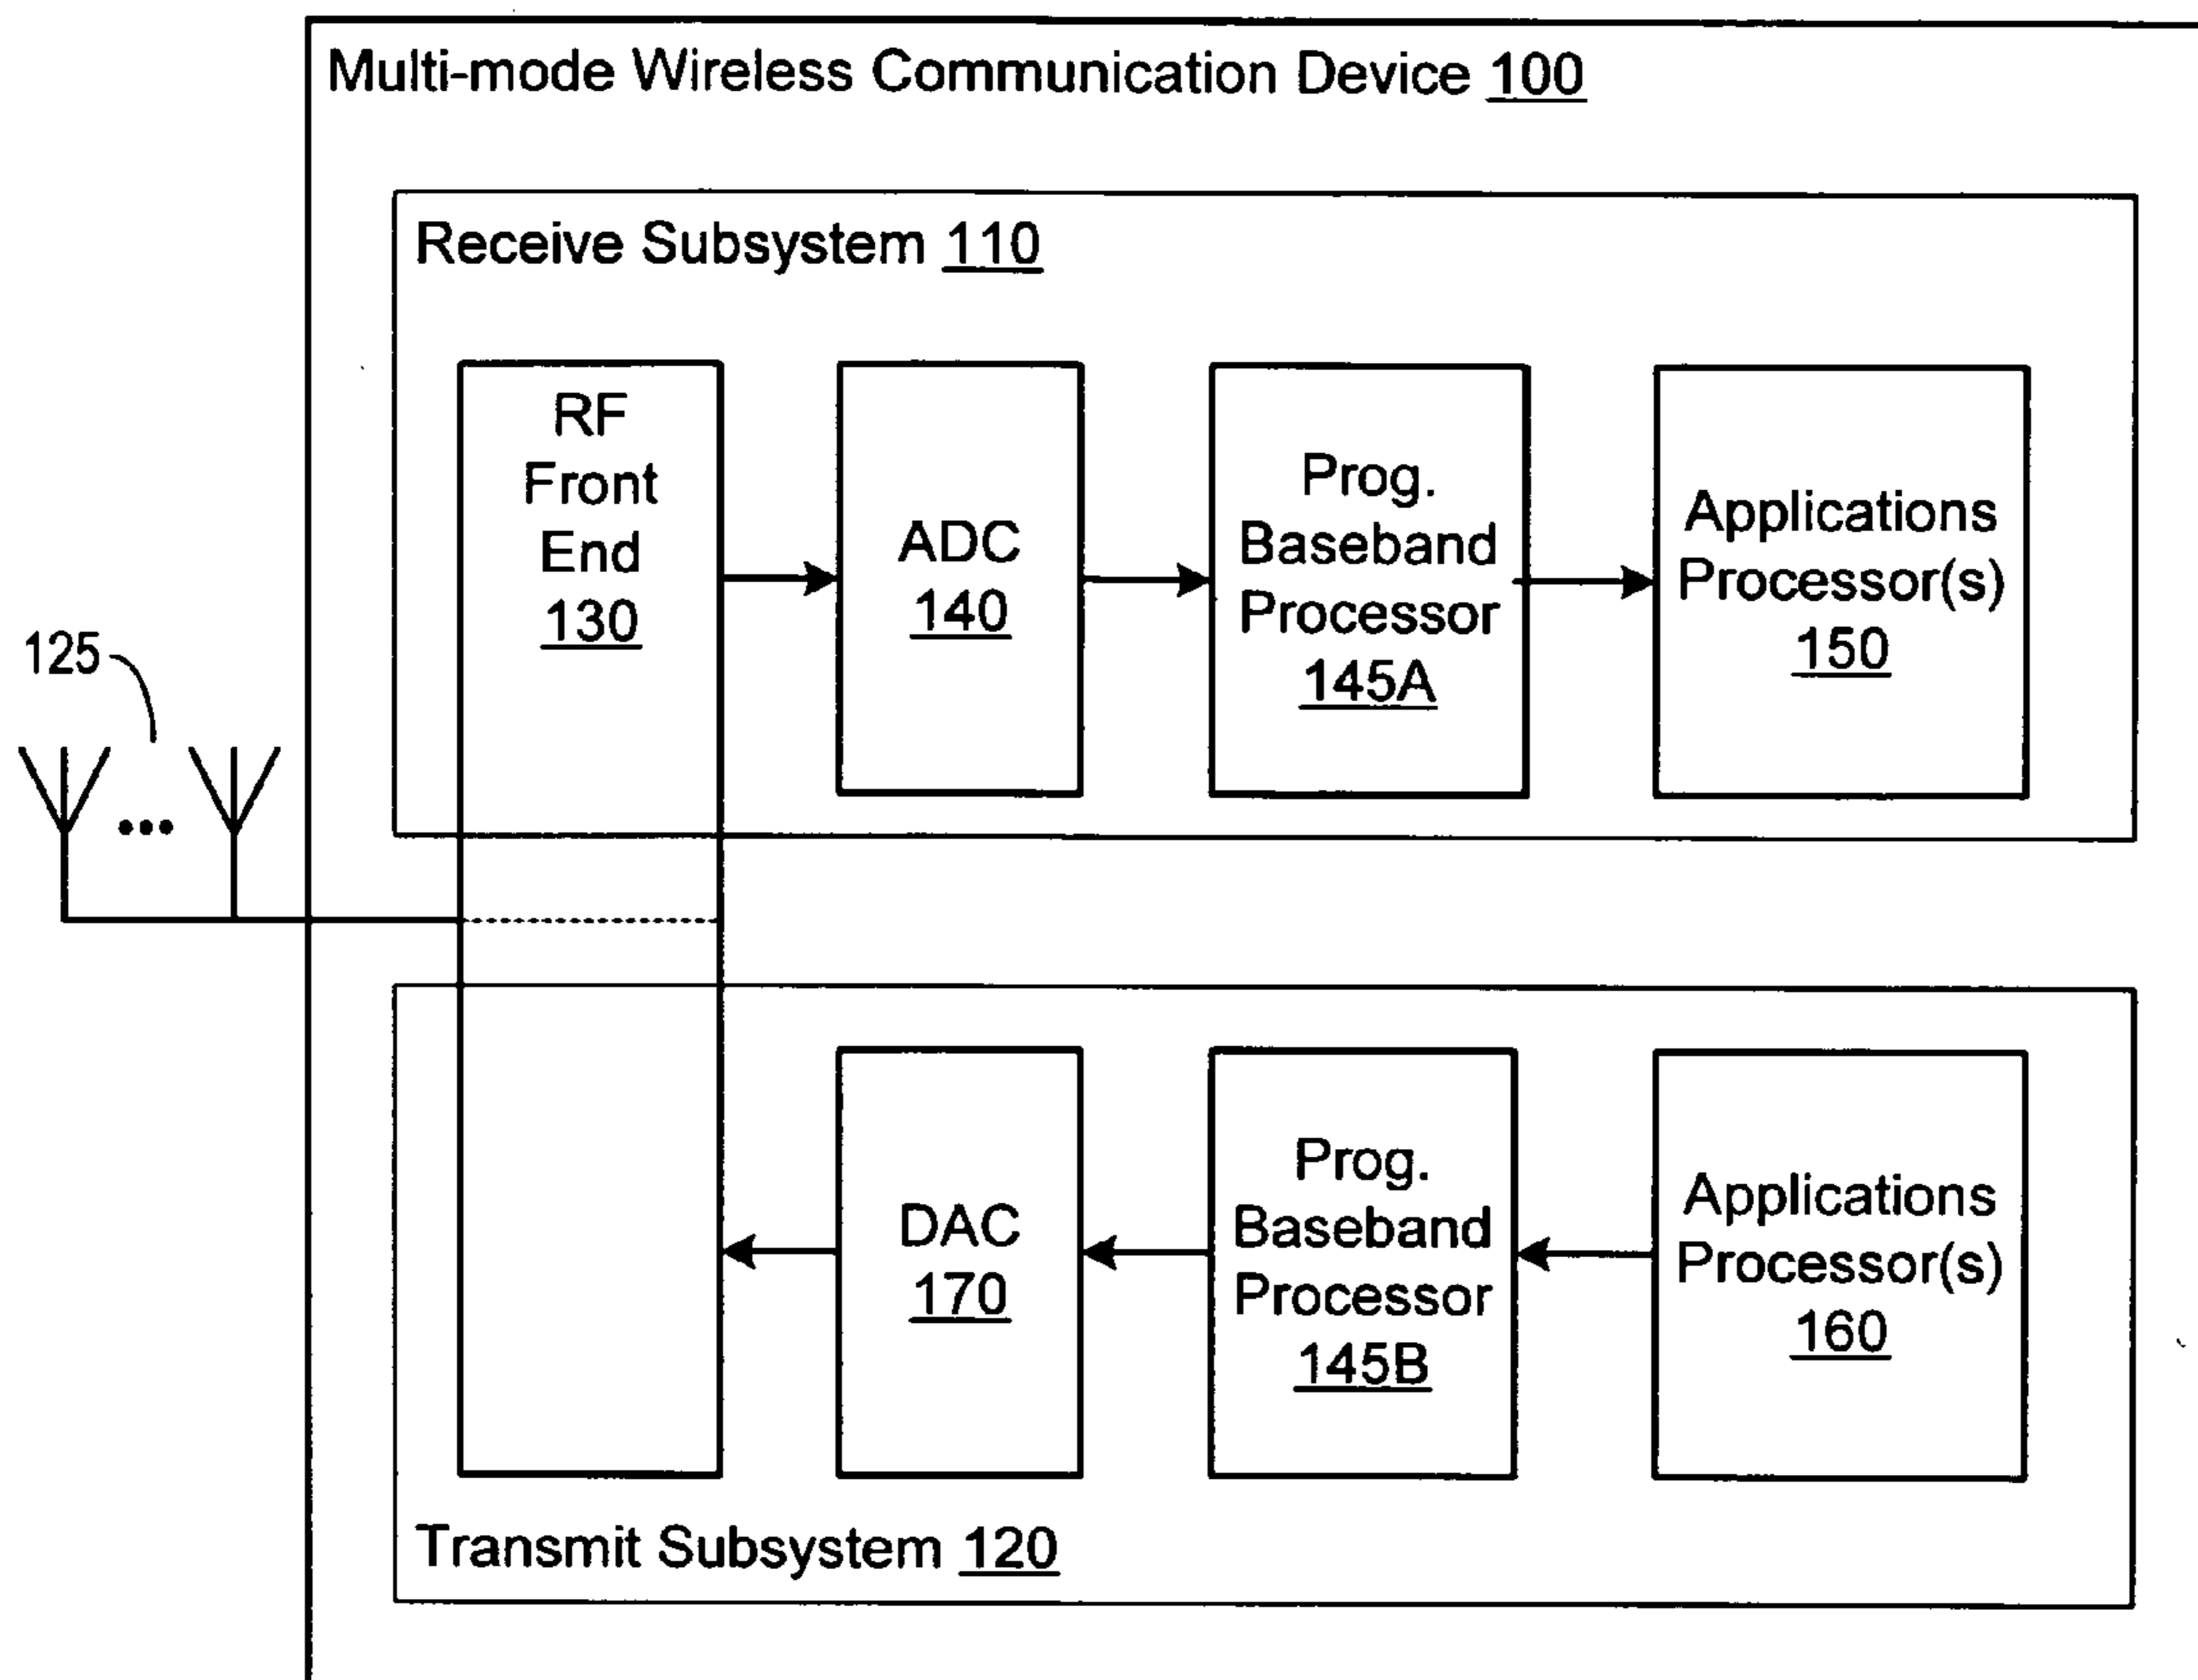 Multi-mode Wireless Communication Device 100
Receive Subsystem 110
RF
Front
End
130
ADC
140
Prog.
Baseband
Processor
145A
Applications
Processor(s)
150
125
DAC
170
Prog.
Baseband
Processor
145B
Applications
Processor(s)
160
Transmit Subsystem 120